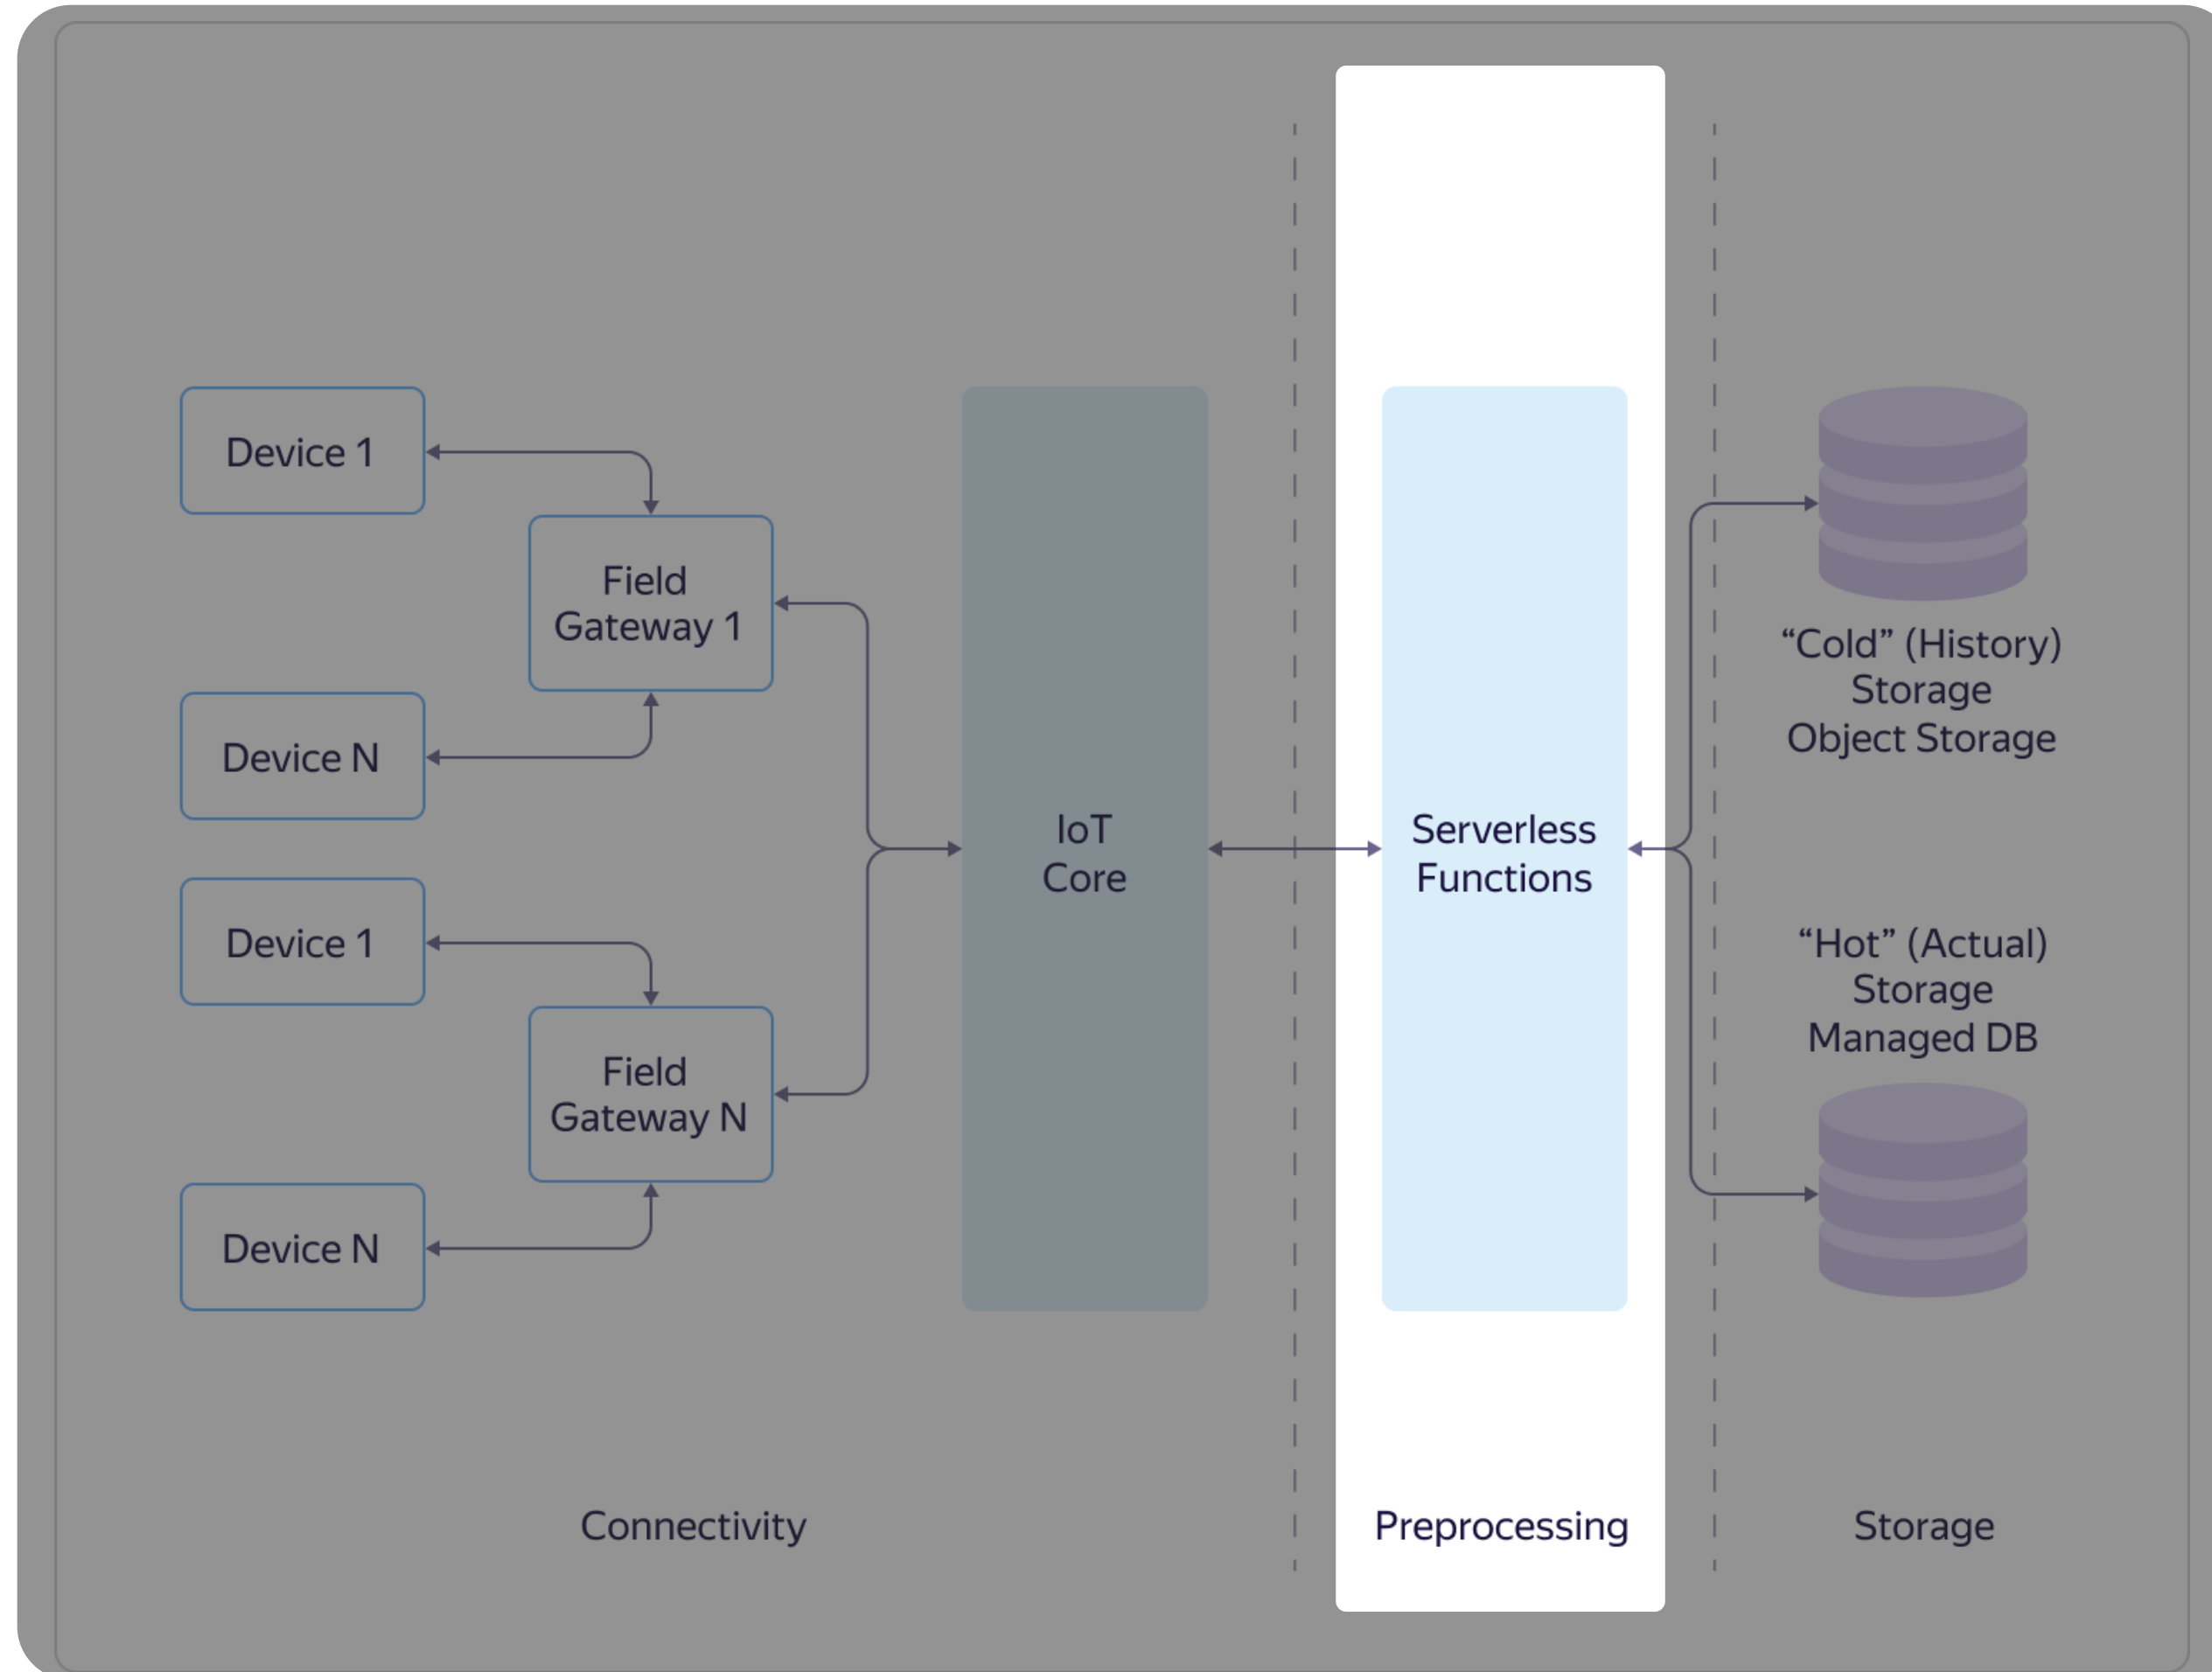 Device 1
Field
Gateway 1
Device N
Device 1
Field
Gateway N
Device N
IoT
Core
Serverless
Functions
“Cold” (History)
Storage
Object Storage
“Hot” (Actual)
Storage
Managed DB
Connectivity
Preprocessing
Storage